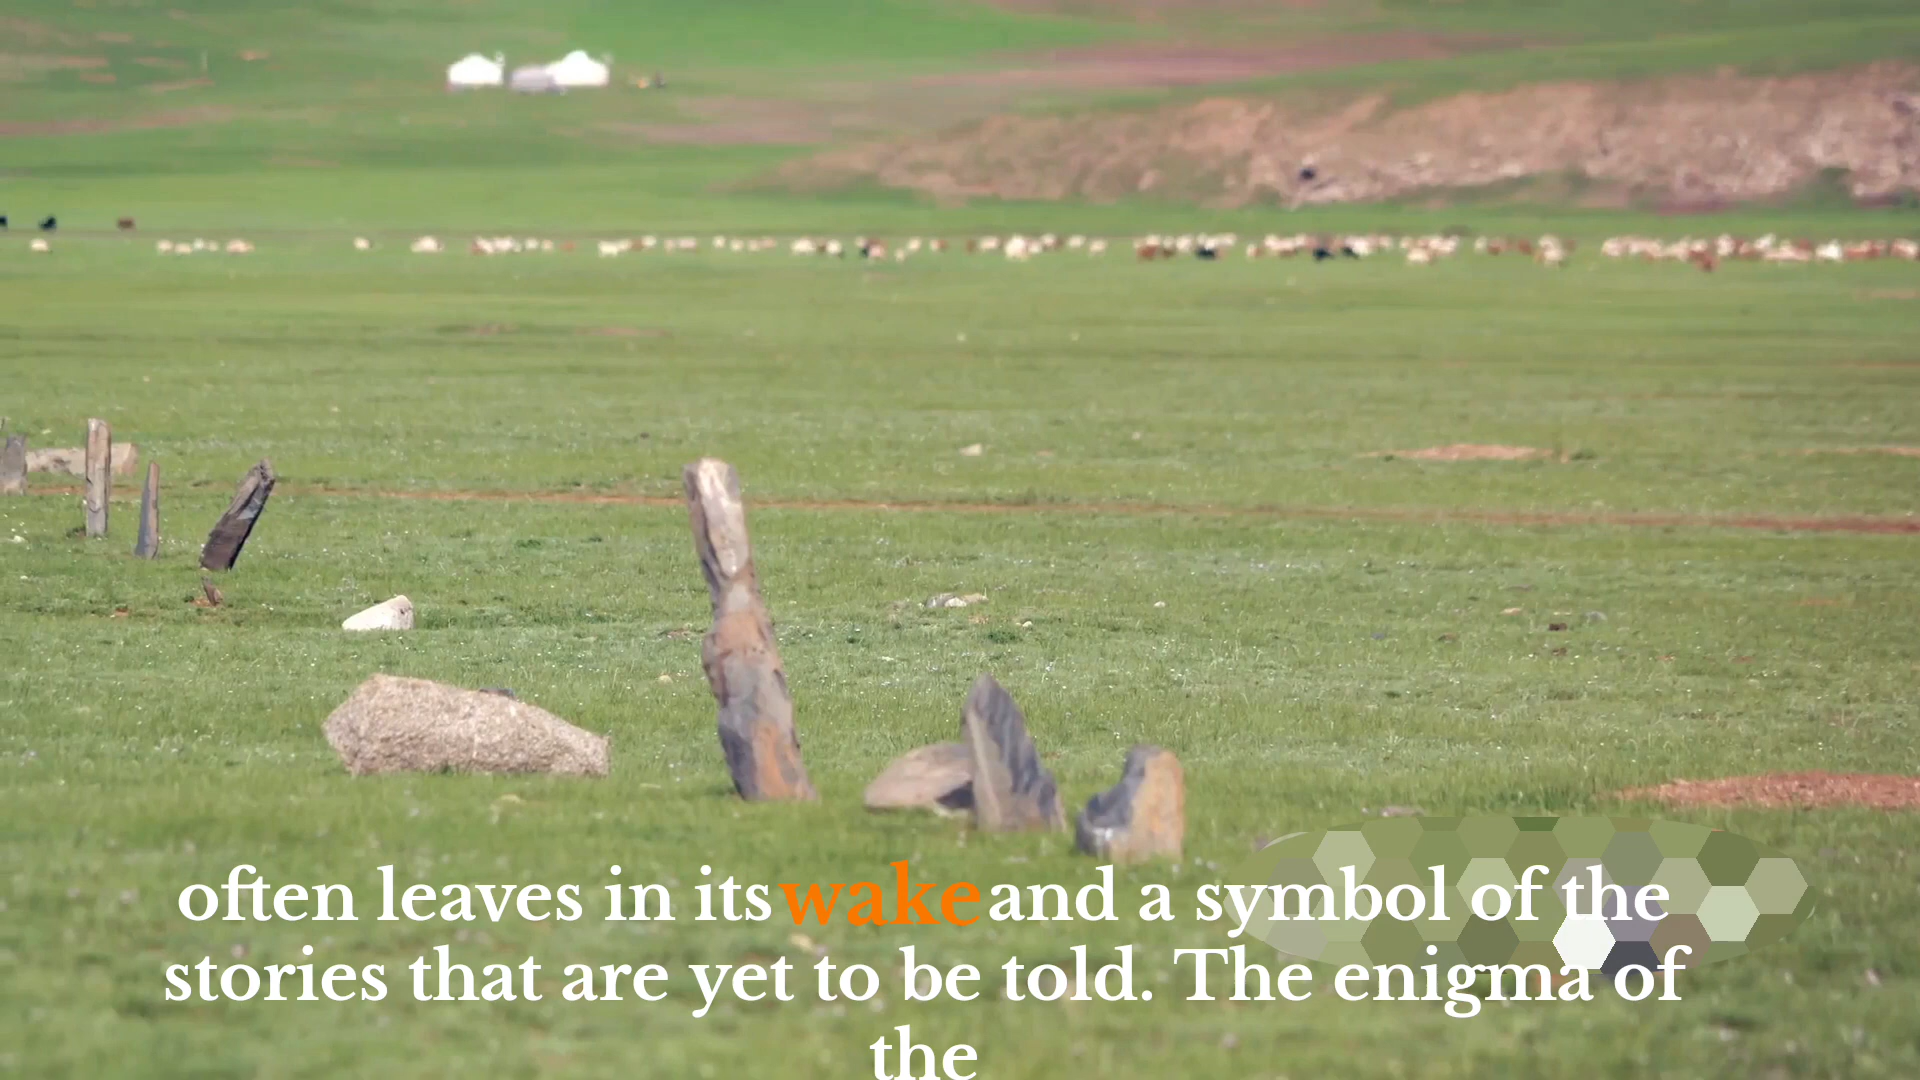 often leaves in its wake and a symbol of the
stories that are yet to be told. The enigma of
the